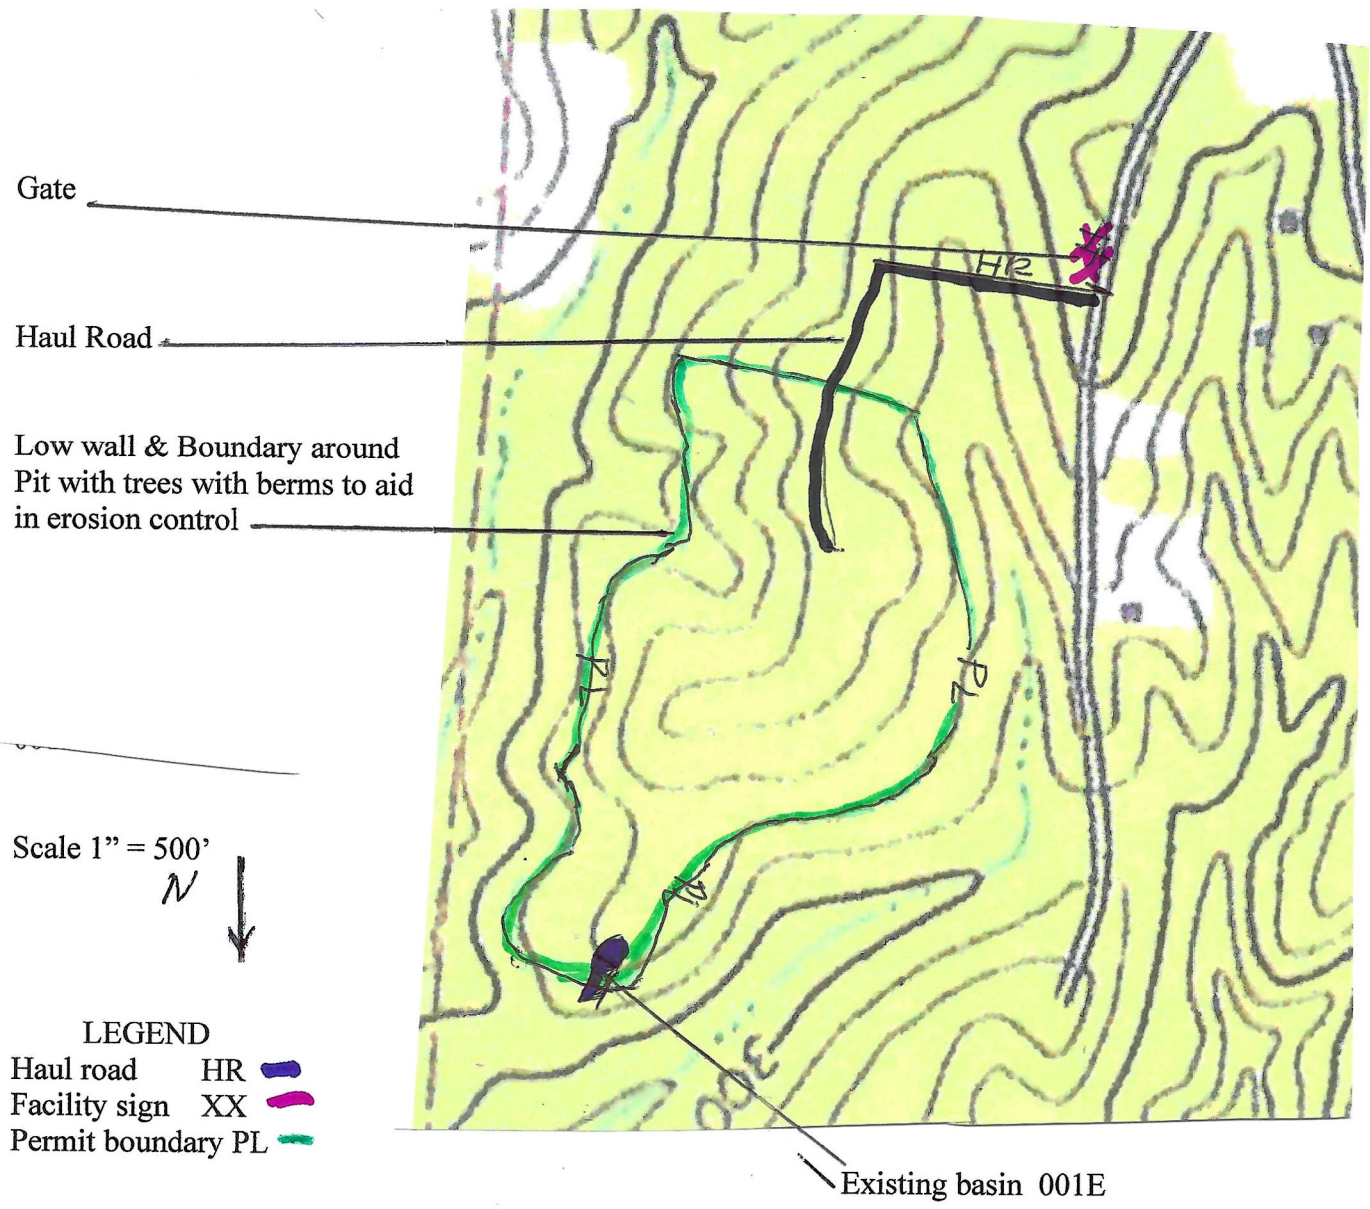 Gate
HR
Haul Road
Low wall & Boundary around
Pit with trees with berms to aid
in erosion control
PL
PL
Scale 1” = 500’
N
PL
LEGEND
Haul road HR
Facility sign XX
Permit boundary PL
300
Existing basin 001E